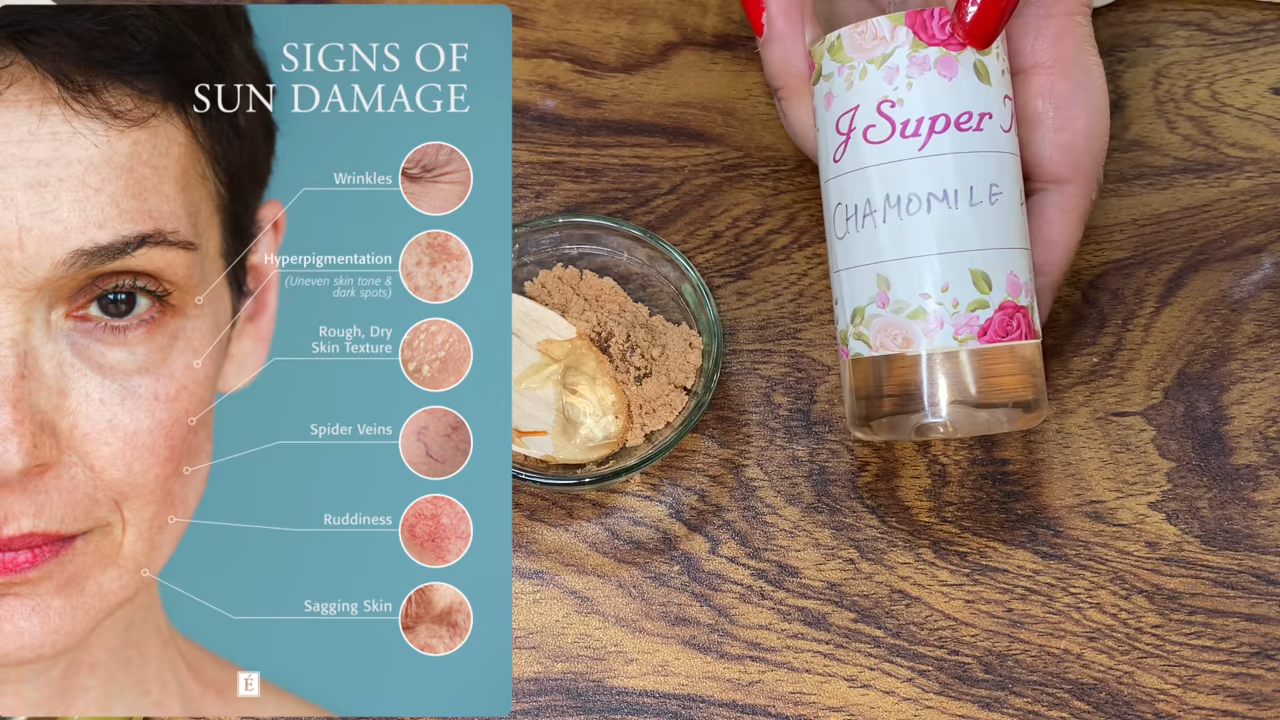 SIGNS OF
SUN DAMAGE
Wrinkles
Hyperpigmentation
(Uneven skin tone &
dark spots)
Rough, Dry
Skin Texture
Spider Veins
Ruddiness
Sagging Skin
É
J Super
CHAMOMILE